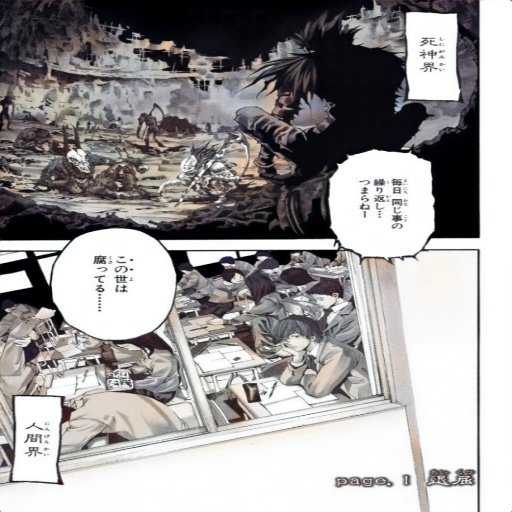 死神界
毎日 同じ事の
繰り返し…
つまらねー
この世は
腐ってる……
人間界
page. 1 退屈